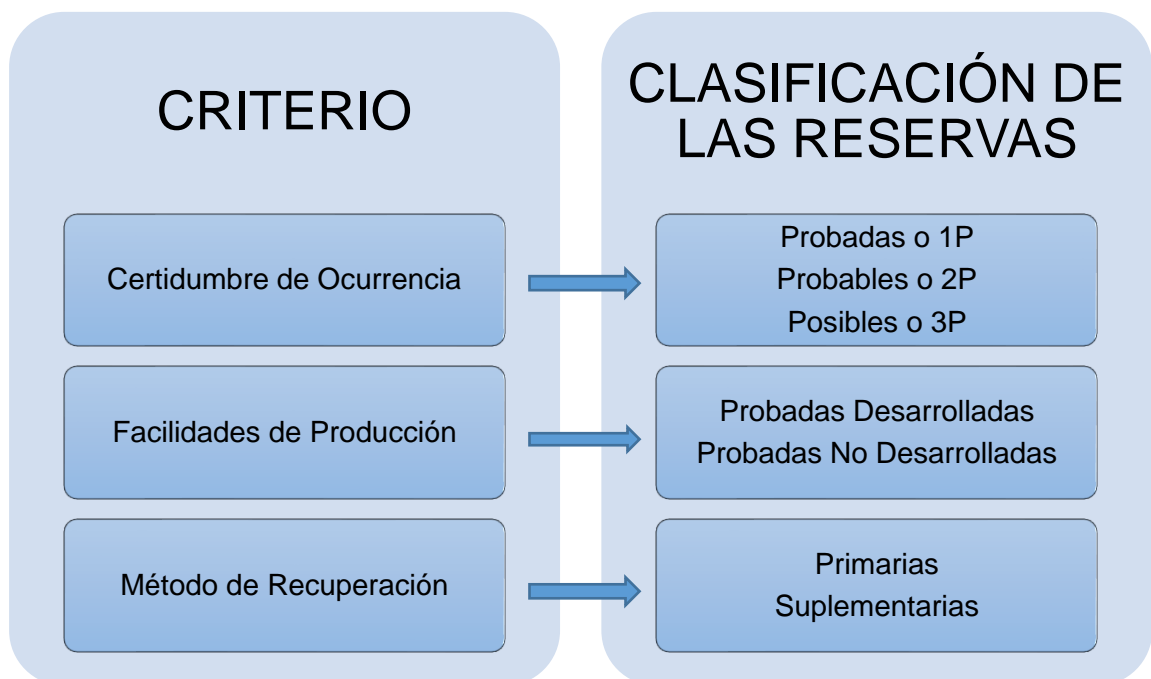 CRITERIO
Certidumbre de Ocurrencia
Facilidades de Producción
Método de Recuperación
CLASIFICACIÓN DE
LAS RESERVAS
Probadas o 1P
Probables o 2P
Posibles o 3P
Probadas Desarrolladas
Probadas No Desarrolladas
Primarias
Suplementarias